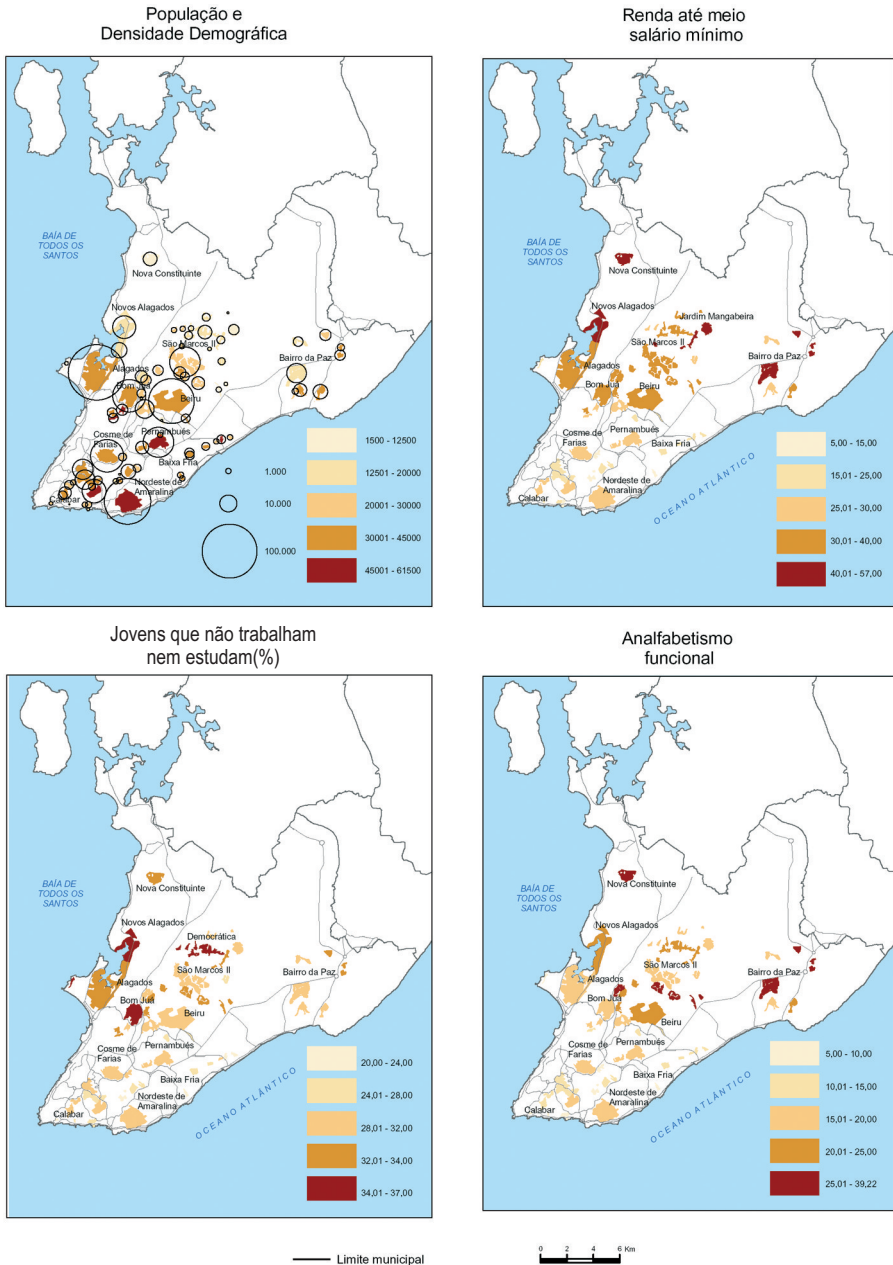 População e
Densidade Demográfica
BAÍA DE
TODOS OS
SANTOS
Nova Constituinte
Novos Alagados
São Marcos II
Alagados
Bairro da Paz
Bom Juá
Beiru
Cosme de
Farias
Pernambués
Baixa Fria
Nordeste de
Amaralina
Calabar
1.000
10.000
100.000
1500 - 12500
12501 - 20000
20001 - 30000
30001 - 45000
45001 - 61500
Renda até meio
salário mínimo
BAÍA DE
TODOS OS
SANTOS
Nova Constituinte
Novos Alagados
Jardim Mangabeira
São Marcos II
Bairro da Paz
Alagados
Bom Juá
Beiru
Cosme de
Farias
Pernambués
Baixa Fria
Nordeste de
Amaralina
Calabar
OCEANO ATLÂNTICO
5,00 - 15,00
15,01 - 25,00
25,01 - 30,00
30,01 - 40,00
40,01 - 57,00
Jovens que não trabalham
nem estudam(%)
BAÍA DE
TODOS OS
SANTOS
Nova Constituinte
Novos Alagados
Democrática
São Marcos II
Bairro da Paz
Alagados
Bom Juá
Beiru
Cosme de
Farias
Pernambués
Baixa Fria
Nordeste de
Amaralina
Calabar
OCEANO ATLÂNTICO
20,00 - 24,00
24,01 - 28,00
28,01 - 32,00
32,01 - 34,00
34,01 - 37,00
Analfabetismo
funcional
BAÍA DE
TODOS OS
SANTOS
Nova Constituinte
Novos Alagados
São Marcos II
Bairro da Paz
Alagados
Bom Juá
Beiru
Cosme de
Farias
Pernambués
Baixa Fria
Nordeste de
Amaralina
Calabar
OCEANO ATLÂNTICO
5,00 - 10,00
10,01 - 15,00
15,01 - 20,00
20,01 - 25,00
25,01 - 39,22
Limite municipal
0 2 4 6 Km